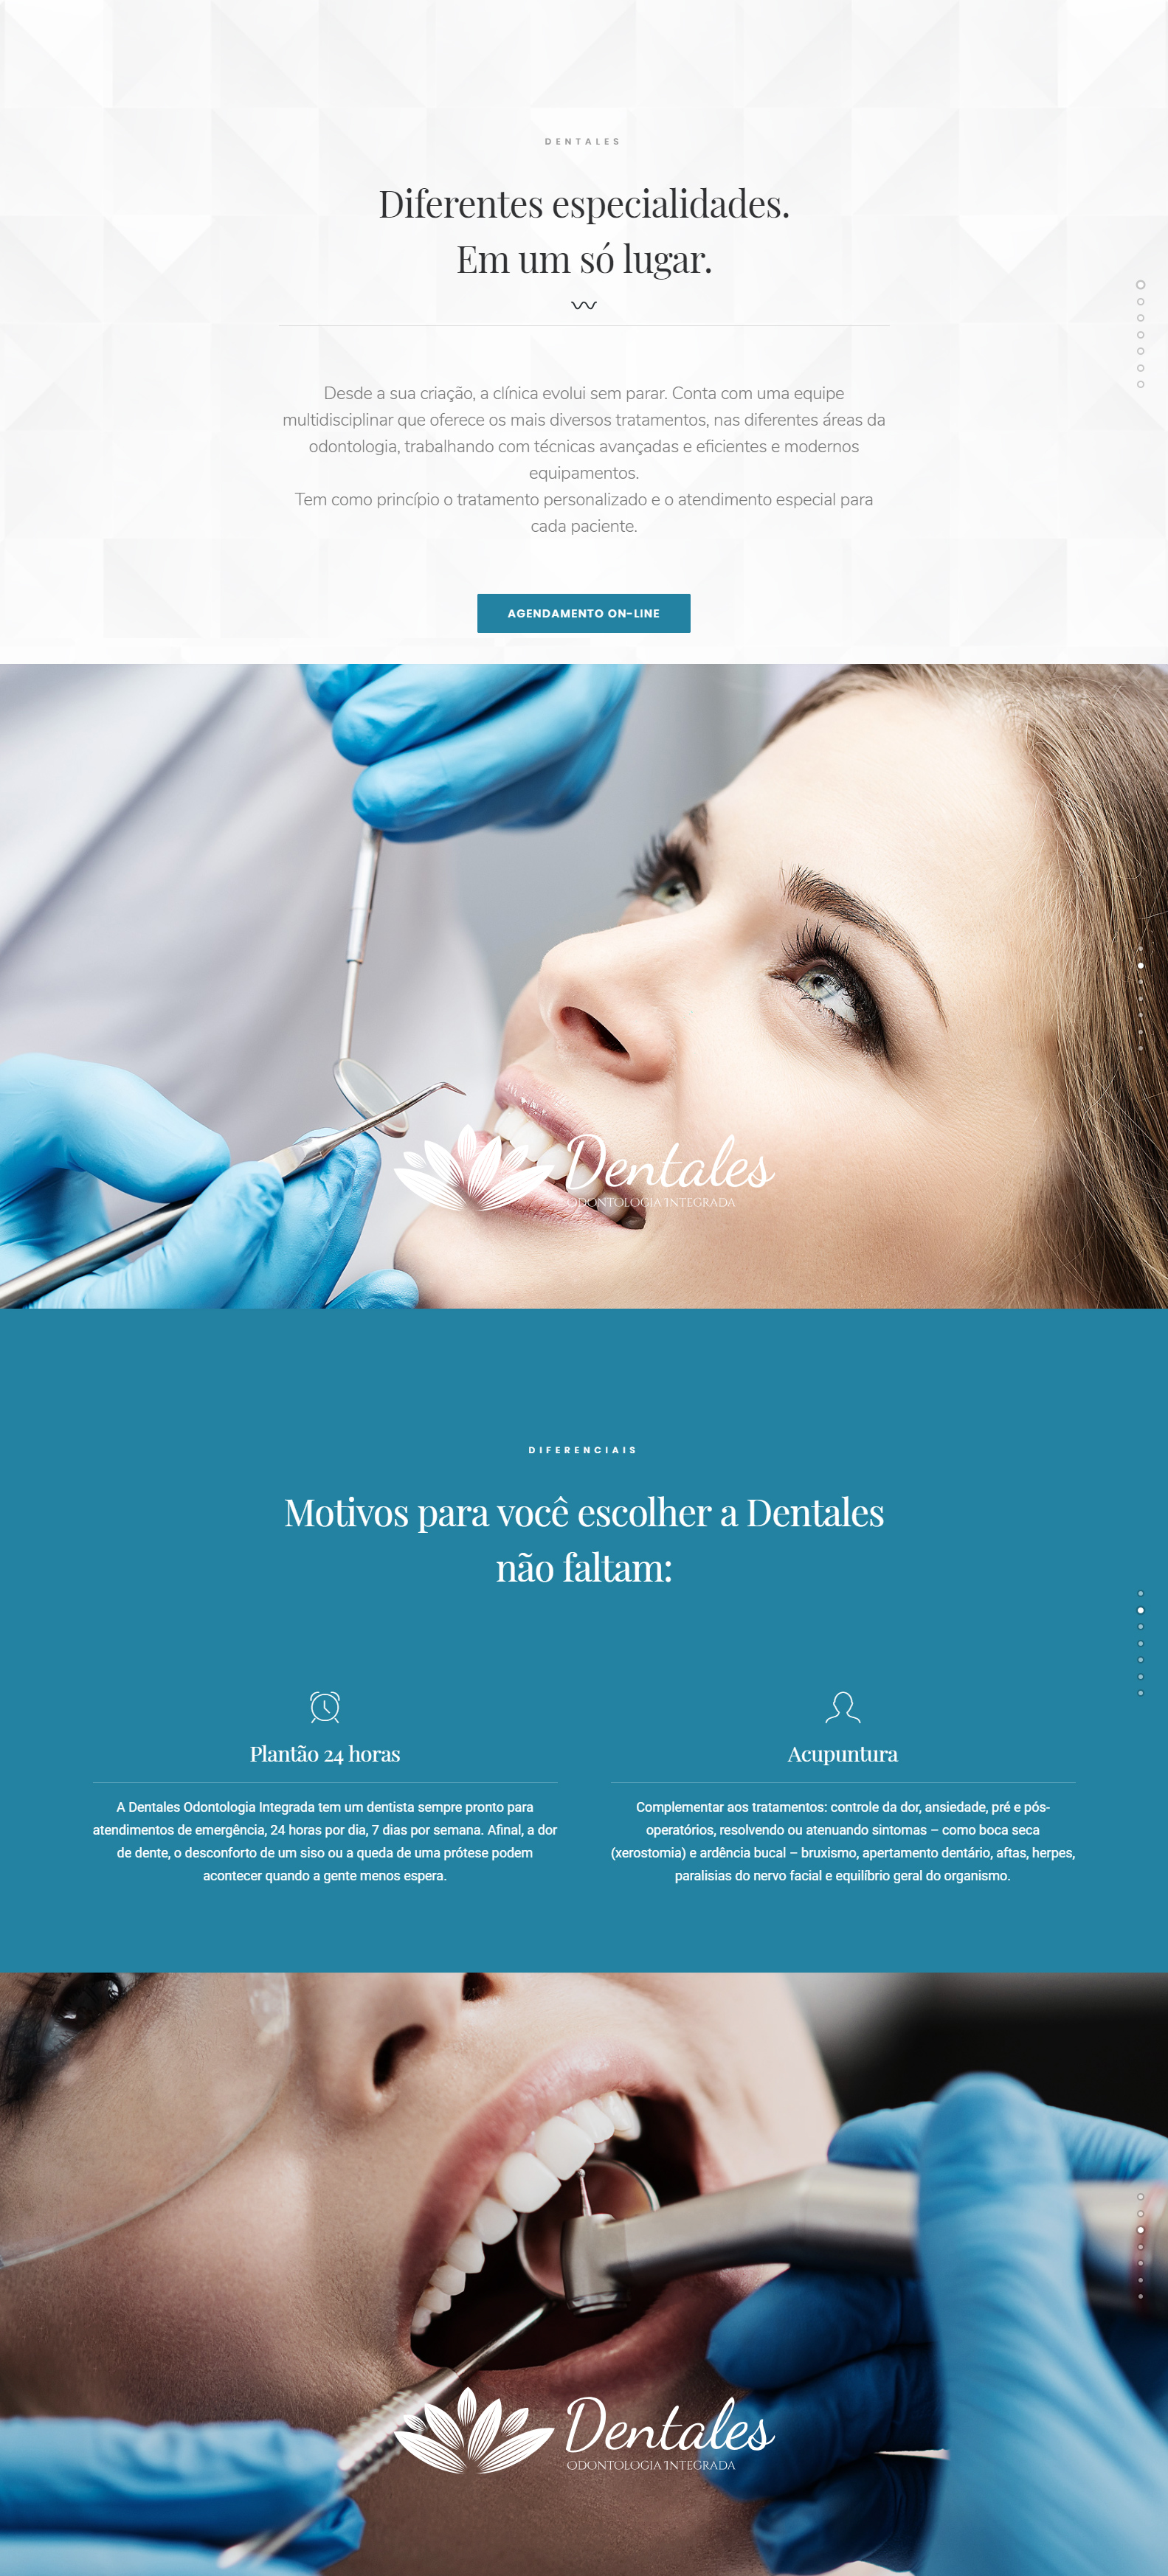 DENTALES
Diferentes especialidades.
Em um só lugar.
Desde a sua criação, a clínica evolui sem parar. Conta com uma equipe
multidisciplinar que oferece os mais diversos tratamentos, nas diferentes áreas da
odontologia, trabalhando com técnicas avançadas e eficientes e modernos
equipamentos.
Tem como princípio o tratamento personalizado e o atendimento especial para
cada paciente.
AGENDAMENTO ON-LINE
Dentales
ODONTOLOGIA INTEGRADA
DIFERENCIAIS
Motivos para você escolher a Dentales
não faltam:
Plantão 24 horas
A Dentales Odontologia Integrada tem um dentista sempre pronto para
atendimentos de emergência, 24 horas por dia, 7 dias por semana. Afinal, a dor
de dente, o desconforto de um siso ou a queda de uma prótese podem
acontecer quando a gente menos espera.
Acupuntura
Complementar aos tratamentos: controle da dor, ansiedade, pré e pós-
operatórios, resolvendo ou atenuando sintomas – como boca seca
(xerostomia) e ardência bucal – bruxismo, apertamento dentário, aftas, herpes,
paralisias do nervo facial e equilíbrio geral do organismo.
Dentales
ODONTOLOGIA INTEGRADA